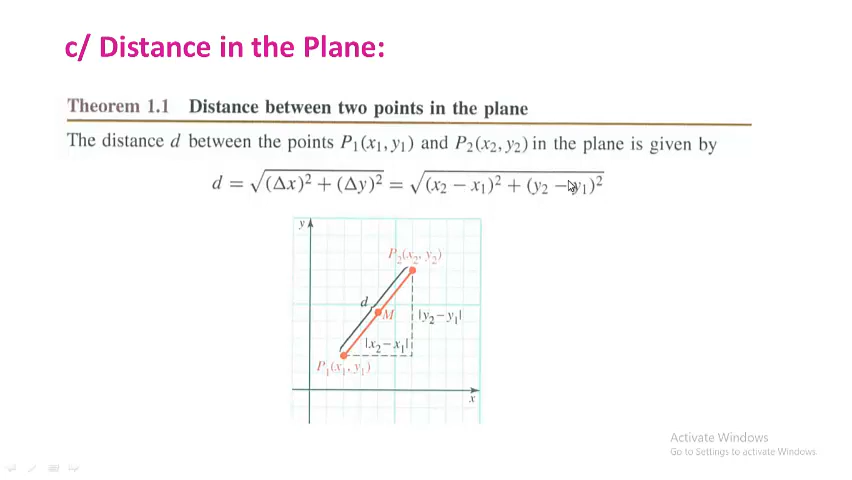 c/ Distance in the Plane:
Theorem 1.1 Distance between two points in the plane
The distance d between the points P₁(x₁, y₁) and P₂(x₂, y₂) in the plane is given by
d = √(Δx)² + (Δy)² = √(x₂ − x₁)² + (y₂ − y₁)²
y
P₂(x₂, y₂)
d
M
|y₂−y₁|
|x₂−x₁|
P₁(x₁, y₁)
x
Activate Windows
Go to Settings to activate Windows.